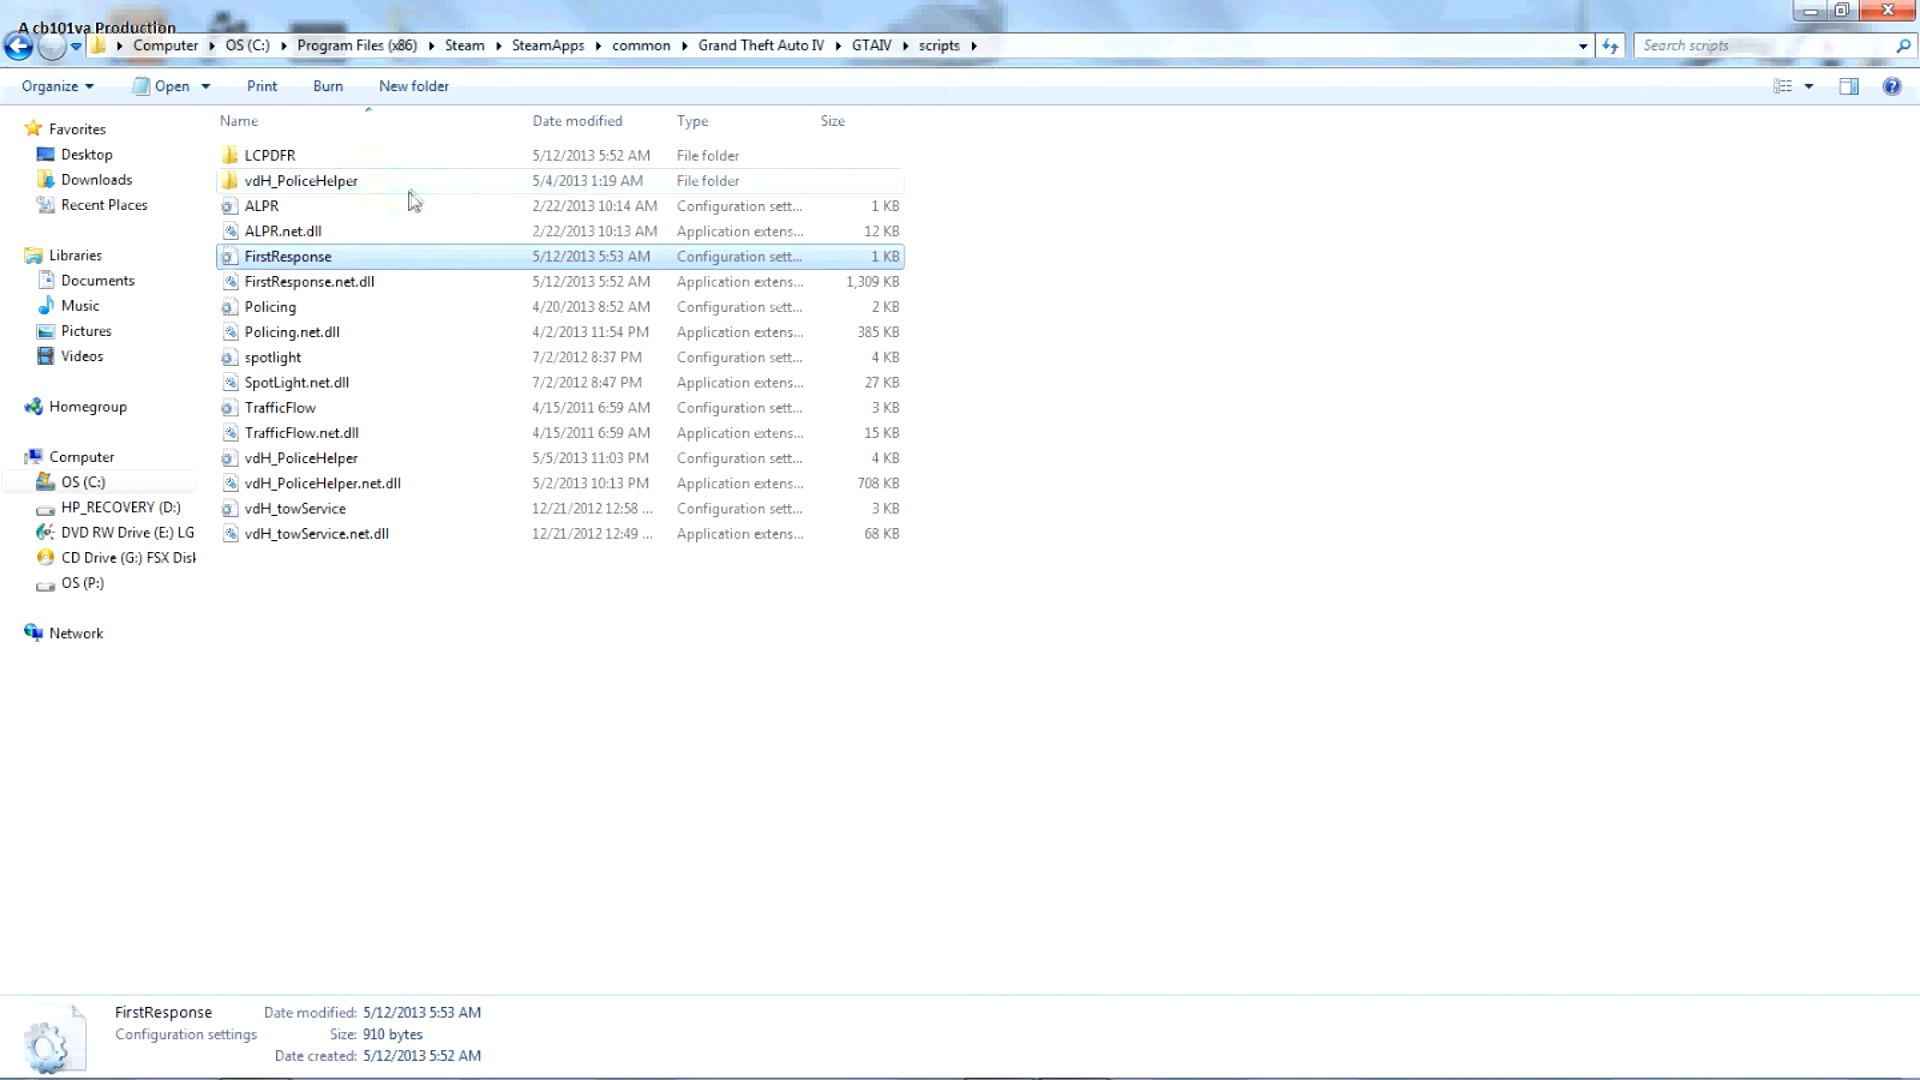 A cb101va Production
Computer OS (C:) Program Files (x86) Steam SteamApps common Grand Theft Auto IV GTAIV scripts Search scripts
Organize Open Print Burn New folder
Name Date modified Type Size
Favorites
Desktop
Downloads
Recent Places
Libraries
Documents
Music
Pictures
Videos
Homegroup
Computer
OS (C:)
HP_RECOVERY (D:)
DVD RW Drive (E:) LG
CD Drive (G:) FSX Disk
OS (P:)
Network
LCPDFR 5/12/2013 5:52 AM File folder
vdH_PoliceHelper 5/4/2013 1:19 AM File folder
ALPR 2/22/2013 10:14 AM Configuration sett... 1 KB
ALPR.net.dll 2/22/2013 10:13 AM Application extens... 12 KB
FirstResponse 5/12/2013 5:53 AM Configuration sett... 1 KB
FirstResponse.net.dll 5/12/2013 5:52 AM Application extens... 1,309 KB
Policing 4/20/2013 8:52 AM Configuration sett... 2 KB
Policing.net.dll 4/2/2013 11:54 PM Application extens... 385 KB
spotlight 7/2/2012 8:37 PM Configuration sett... 4 KB
SpotLight.net.dll 7/2/2012 8:47 PM Application extens... 27 KB
TrafficFlow 4/15/2011 6:59 AM Configuration sett... 3 KB
TrafficFlow.net.dll 4/15/2011 6:59 AM Application extens... 15 KB
vdH_PoliceHelper 5/5/2013 11:03 PM Configuration sett... 4 KB
vdH_PoliceHelper.net.dll 5/2/2013 10:13 PM Application extens... 708 KB
vdH_towService 12/21/2012 12:58 ... Configuration sett... 3 KB
vdH_towService.net.dll 12/21/2012 12:49 ... Application extens... 68 KB
FirstResponse Date modified: 5/12/2013 5:53 AM
Configuration settings Size: 910 bytes
Date created: 5/12/2013 5:52 AM